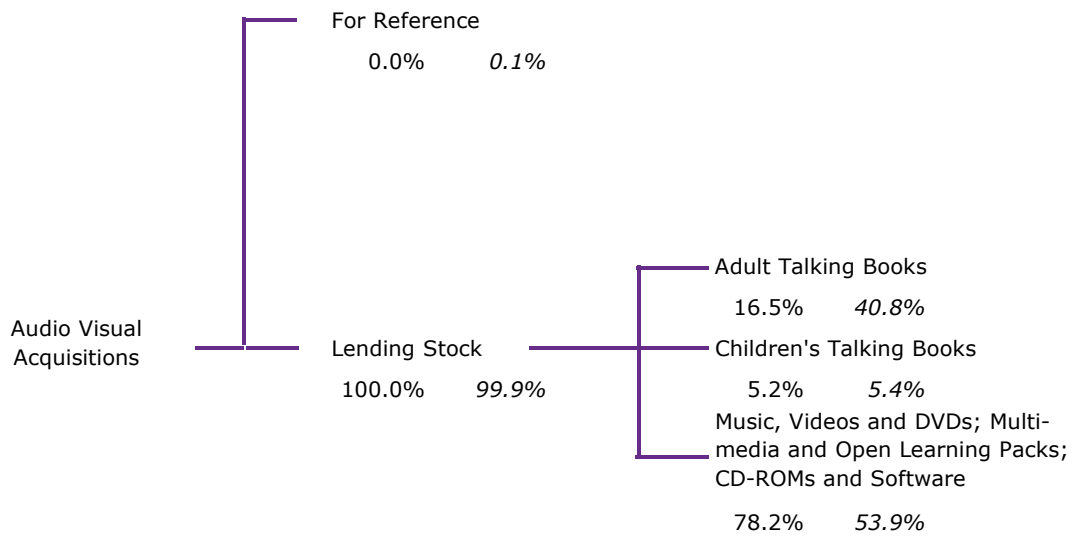 For Reference
0.0% 0.1%
Adult Talking Books
16.5% 40.8%
Audio Visual
Acquisitions
Lending Stock
100.0% 99.9%
Children's Talking Books
5.2% 5.4%
Music, Videos and DVDs; Multi-
media and Open Learning Packs;
CD-ROMs and Software
78.2% 53.9%